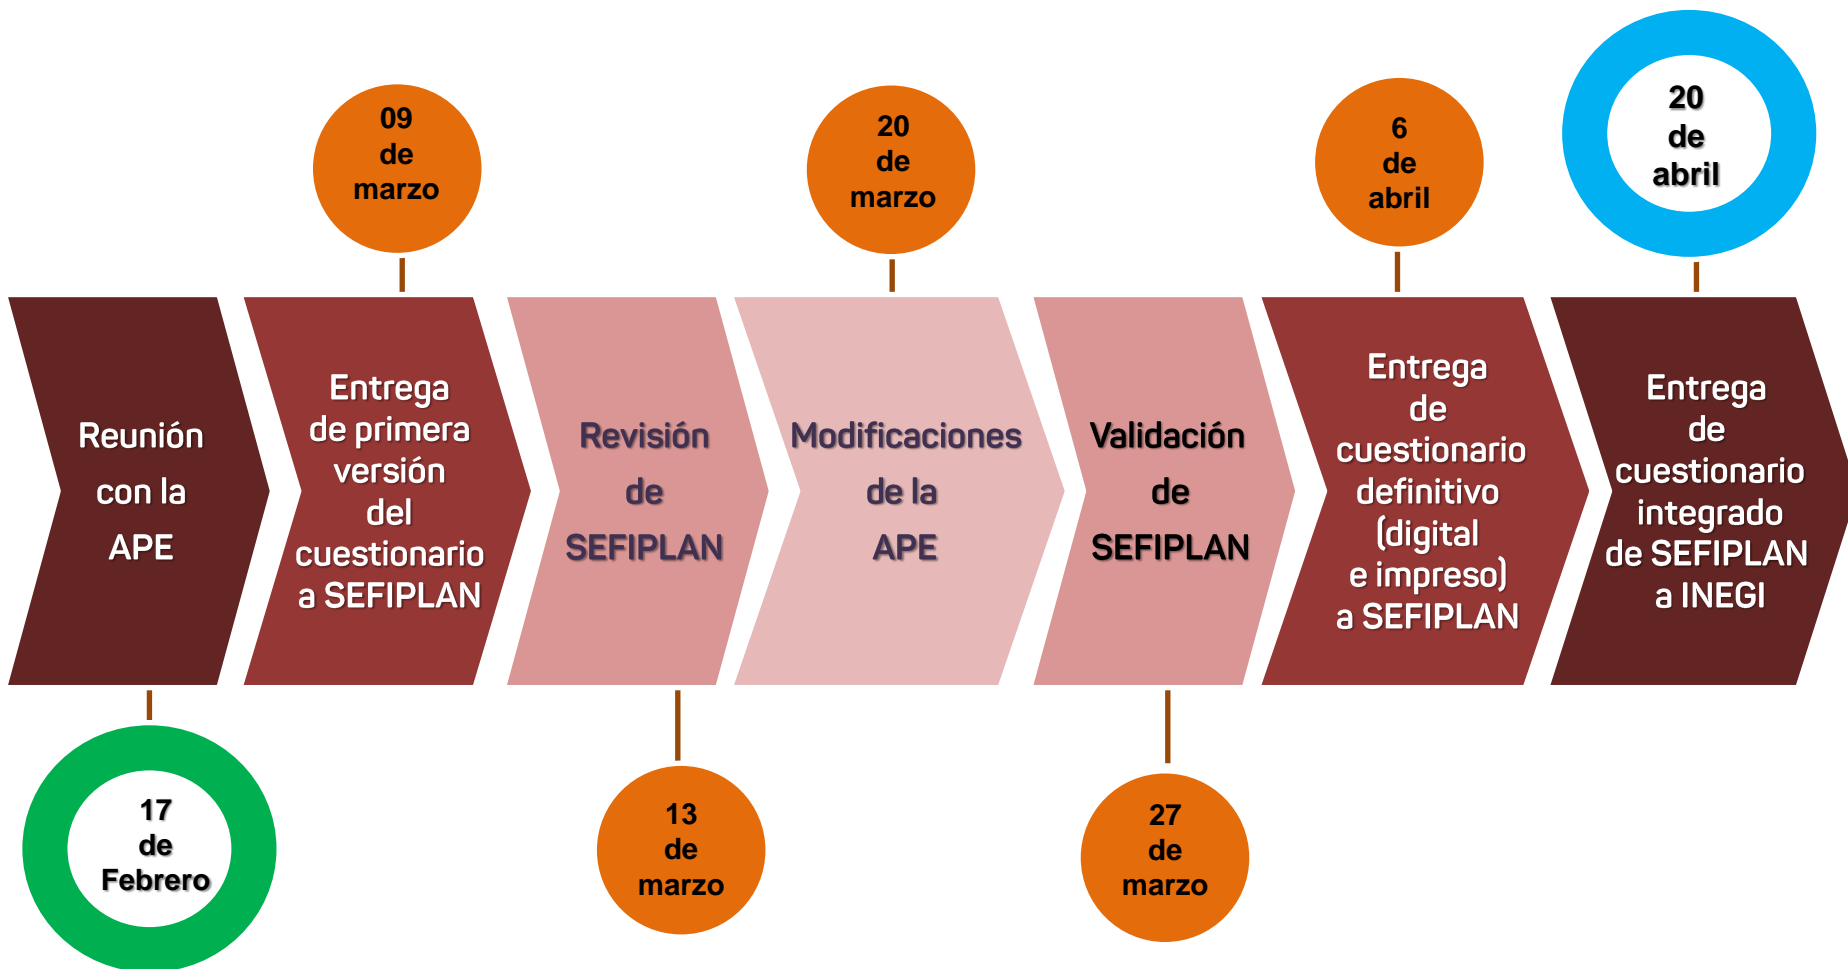 09
de
marzo
20
de
marzo
6
de
abril
20
de
abril
Reunión
con la
APE
Entrega
de primera
versión
del
cuestionario
a SEFIPLAN
Revisión
de
SEFIPLAN
Modificaciones
de la
APE
Validación
de
SEFIPLAN
Entrega
de
cuestionario
definitivo
(digital
e impreso)
a SEFIPLAN
Entrega
de
cuestionario
integrado
de SEFIPLAN
a INEGI
17
de
Febrero
13
de
marzo
27
de
marzo